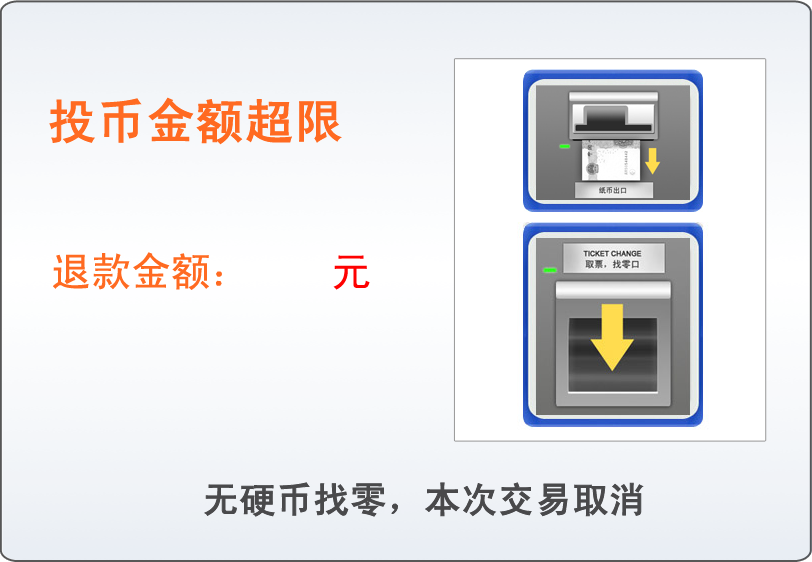 投币金额超限
纸币出口
TICKET CHANGE
取票，找零口
退款金额： 元
无硬币找零，本次交易取消